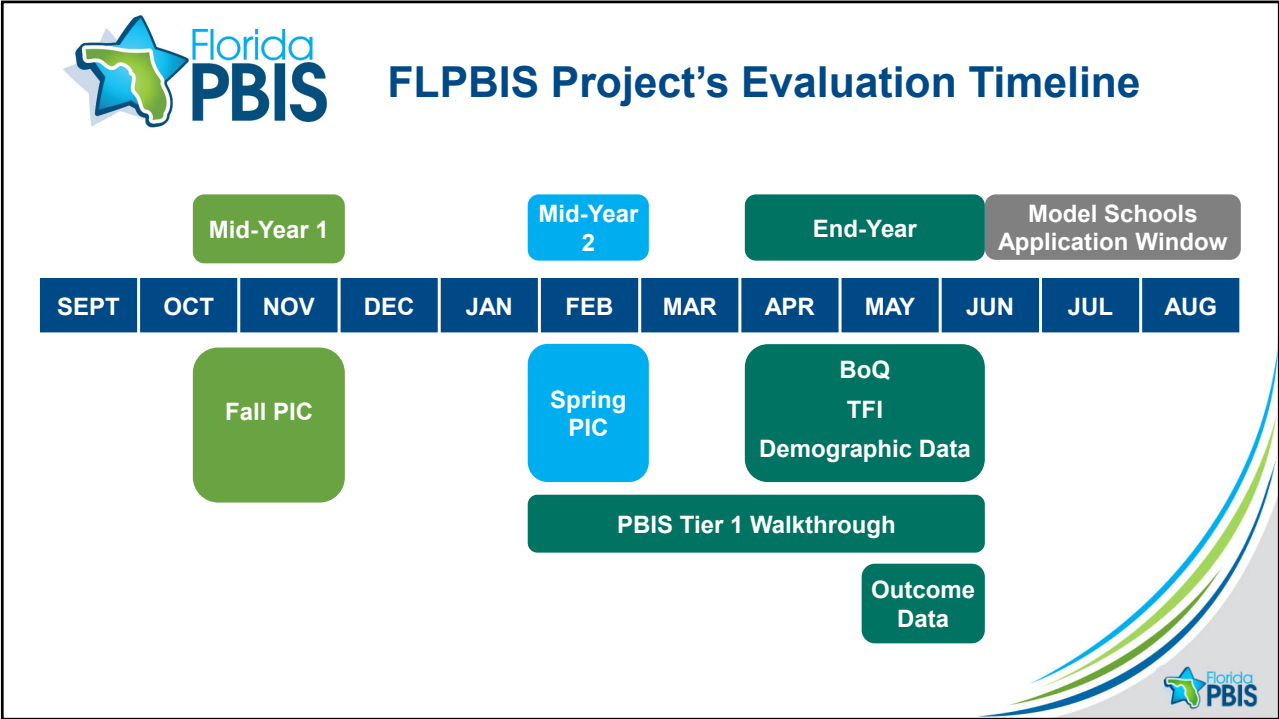 Florida
PBIS
FLPBIS Project’s Evaluation Timeline
Mid-Year 1
Mid-Year
2
End-Year
Model Schools
Application Window
SEPT OCT NOV DEC JAN FEB MAR APR MAY JUN JUL AUG
Fall PIC
Spring
PIC
BoQ
TFI
Demographic Data
PBIS Tier 1 Walkthrough
Outcome
Data
Florida
PBIS